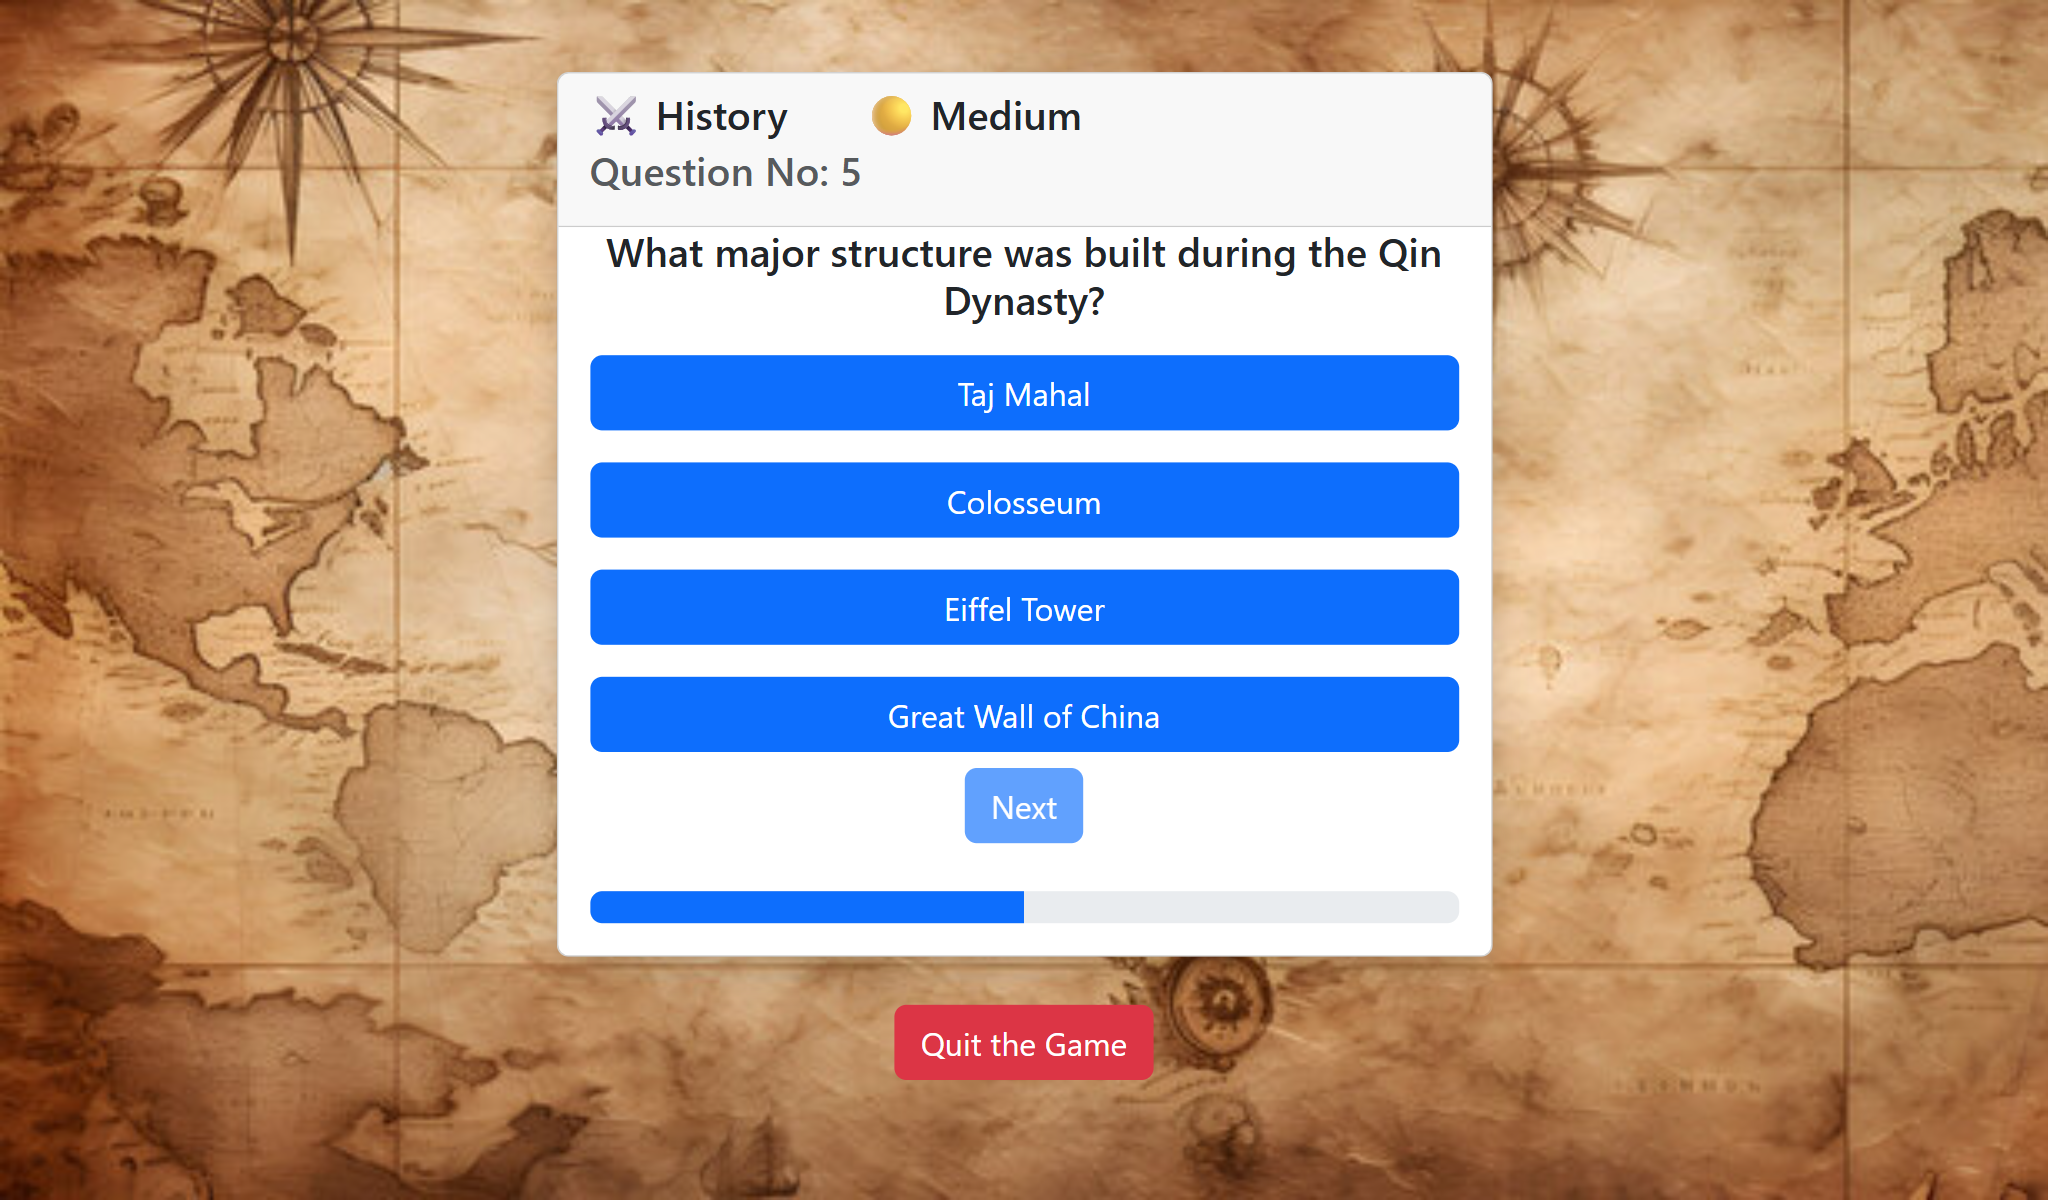 History
Medium
Question No: 5
What major structure was built during the Qin
Dynasty?
Taj Mahal
Colosseum
Eiffel Tower
Great Wall of China
Next
Quit the Game